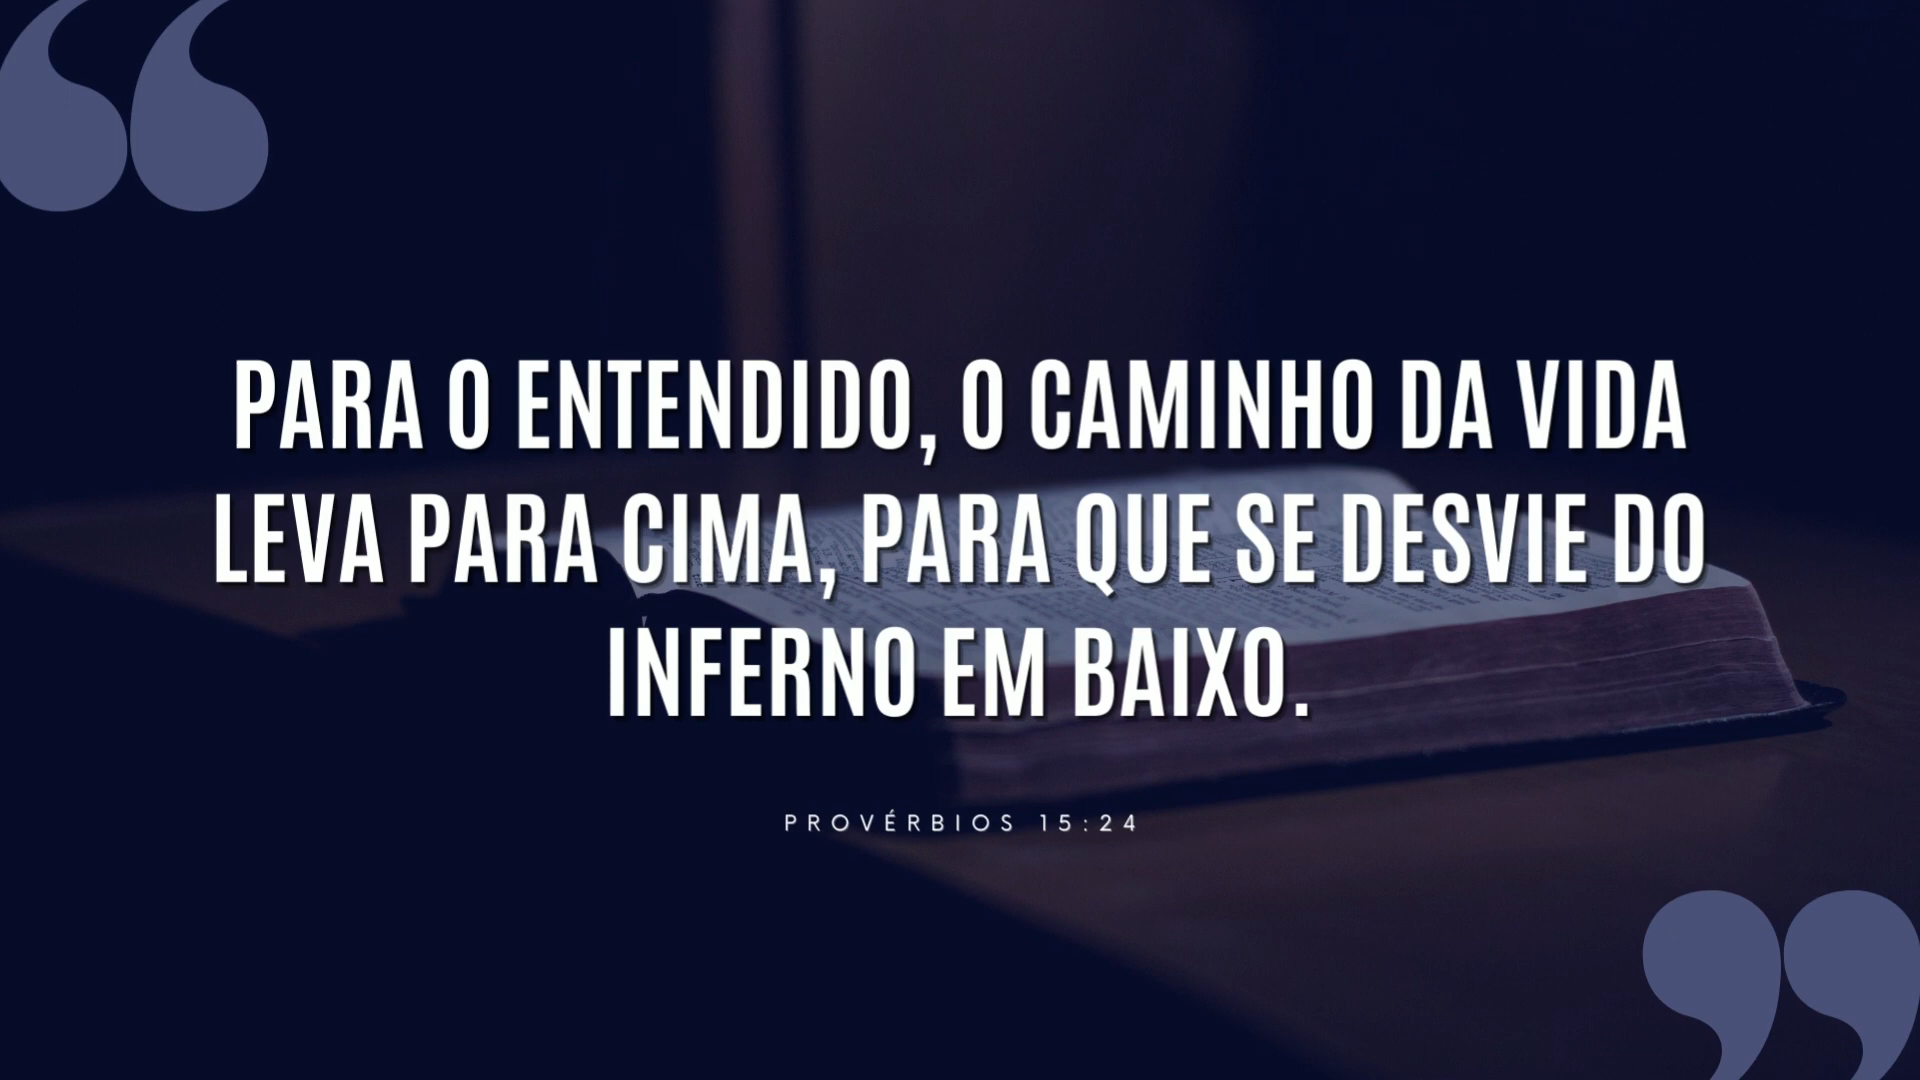 PARA O ENTENDIDO, O CAMINHO DA VIDA
LEVA PARA CIMA, PARA QUE SE DESVIE DO
INFERNO EM BAIXO.
PROVÉRBIOS 15:24